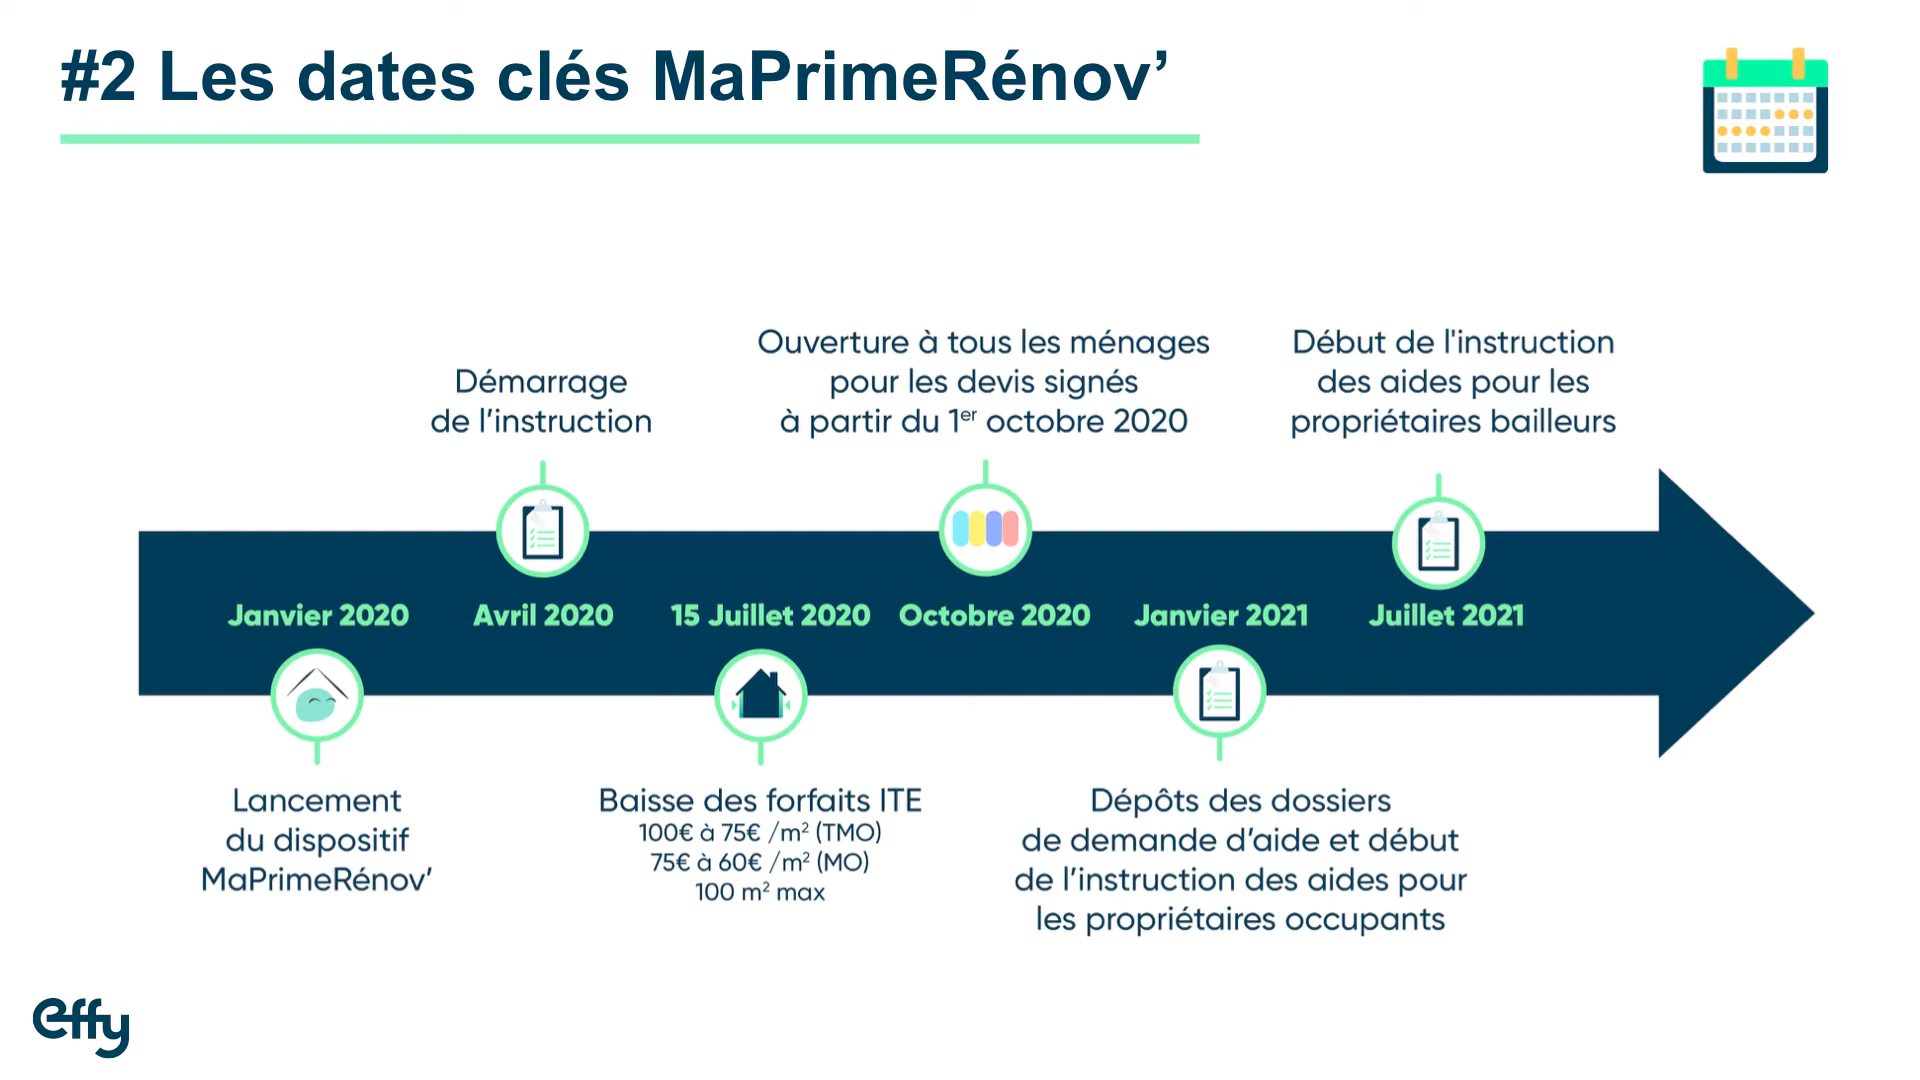 #2 Les dates clés MaPrimeRénov’
Démarrage
de l’instruction
Ouverture à tous les ménages
pour les devis signés
à partir du 1er octobre 2020
Début de l'instruction
des aides pour les
propriétaires bailleurs
Janvier 2020
Avril 2020
15 Juillet 2020
Octobre 2020
Janvier 2021
Juillet 2021
Lancement
du dispositif
MaPrimeRénov’
Baisse des forfaits ITE
100€ à 75€ /m² (TMO)
75€ à 60€ /m² (MO)
100 m² max
Dépôts des dossiers
de demande d’aide et début
de l’instruction des aides pour
les propriétaires occupants
effy